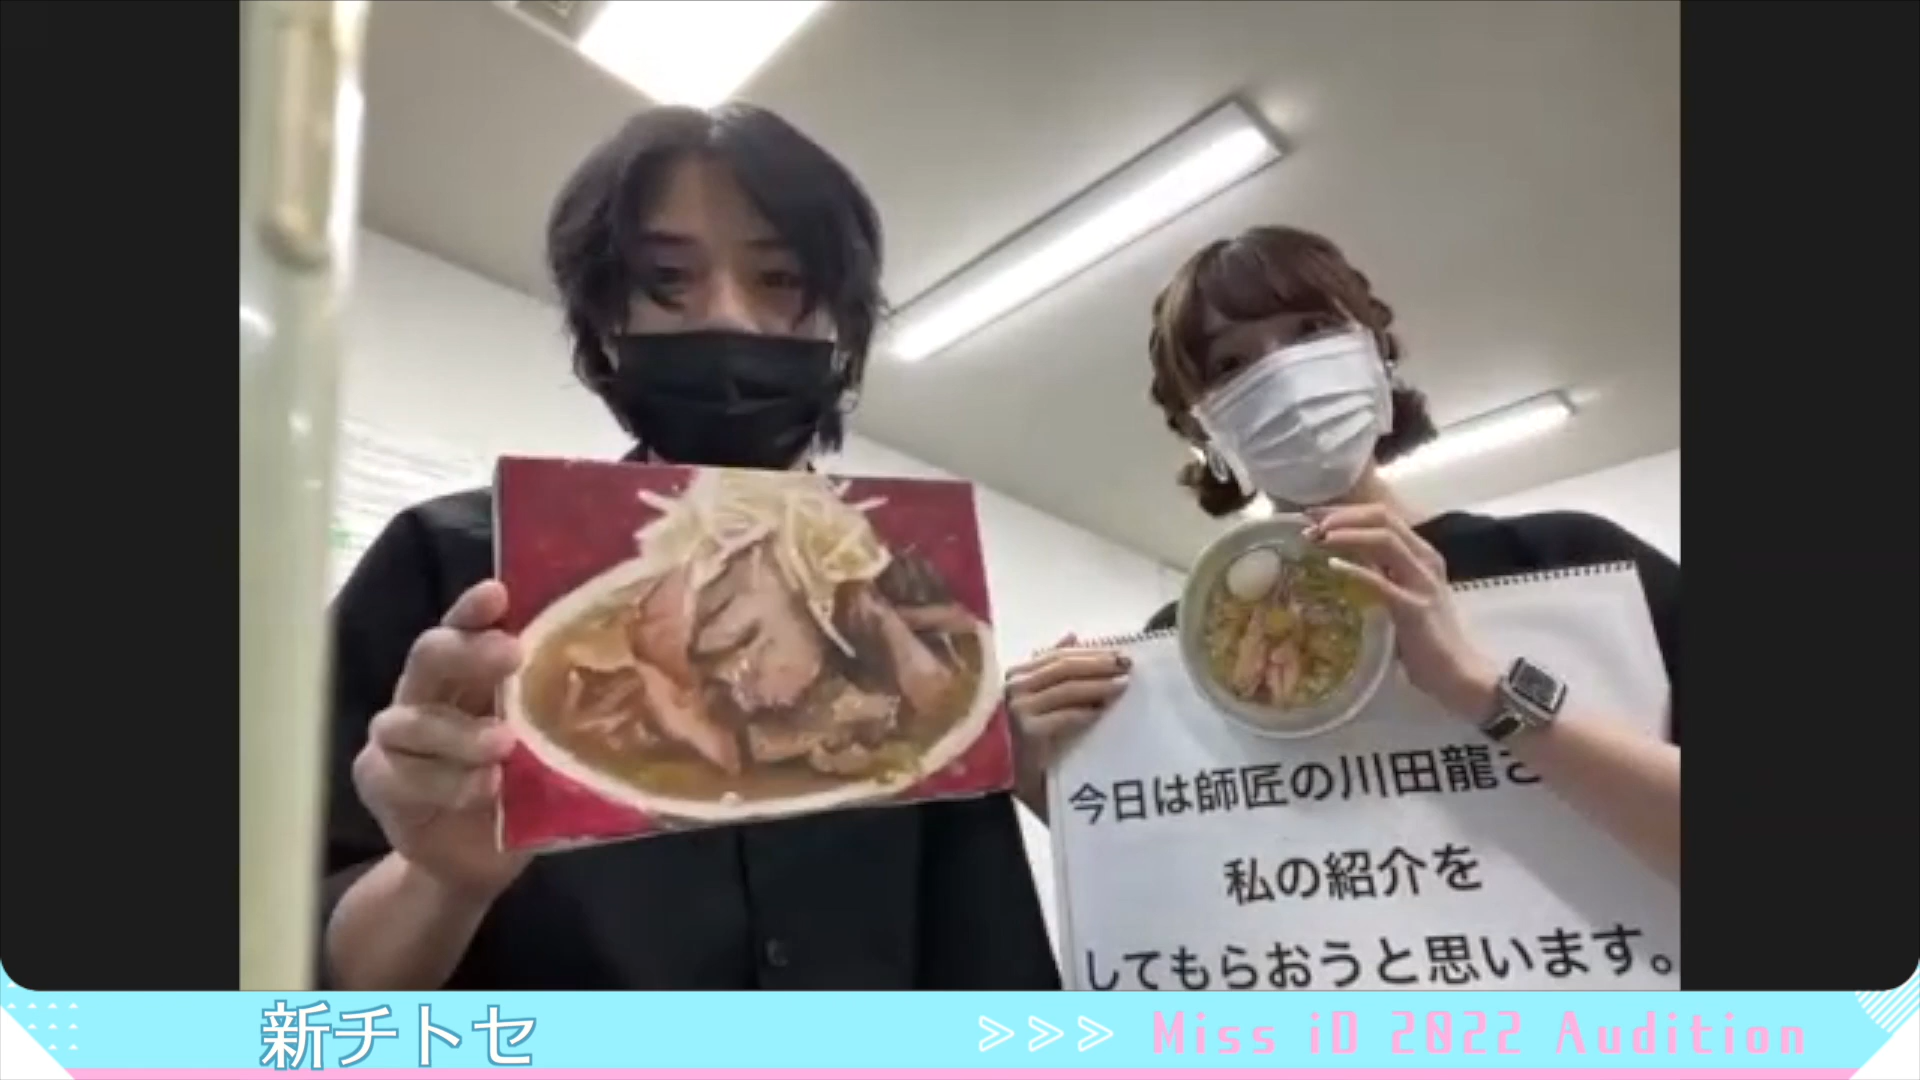 今日は師匠の川田龍さ
私の紹介を
してもらおうと思います。
新チトセ
>>> Miss iD 2022 Audition